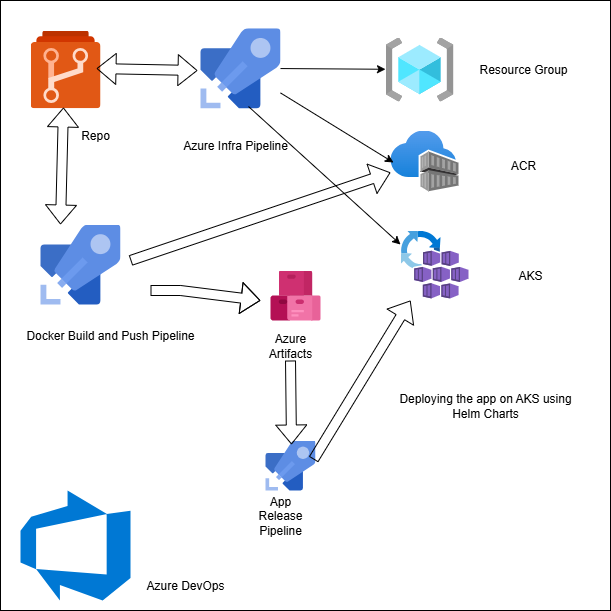 Resource Group
Repo
Azure Infra Pipeline
ACR
AKS
Docker Build and Push Pipeline
Azure
Artifacts
Deploying the app on AKS using
Helm Charts
App
Release
Pipeline
Azure DevOps